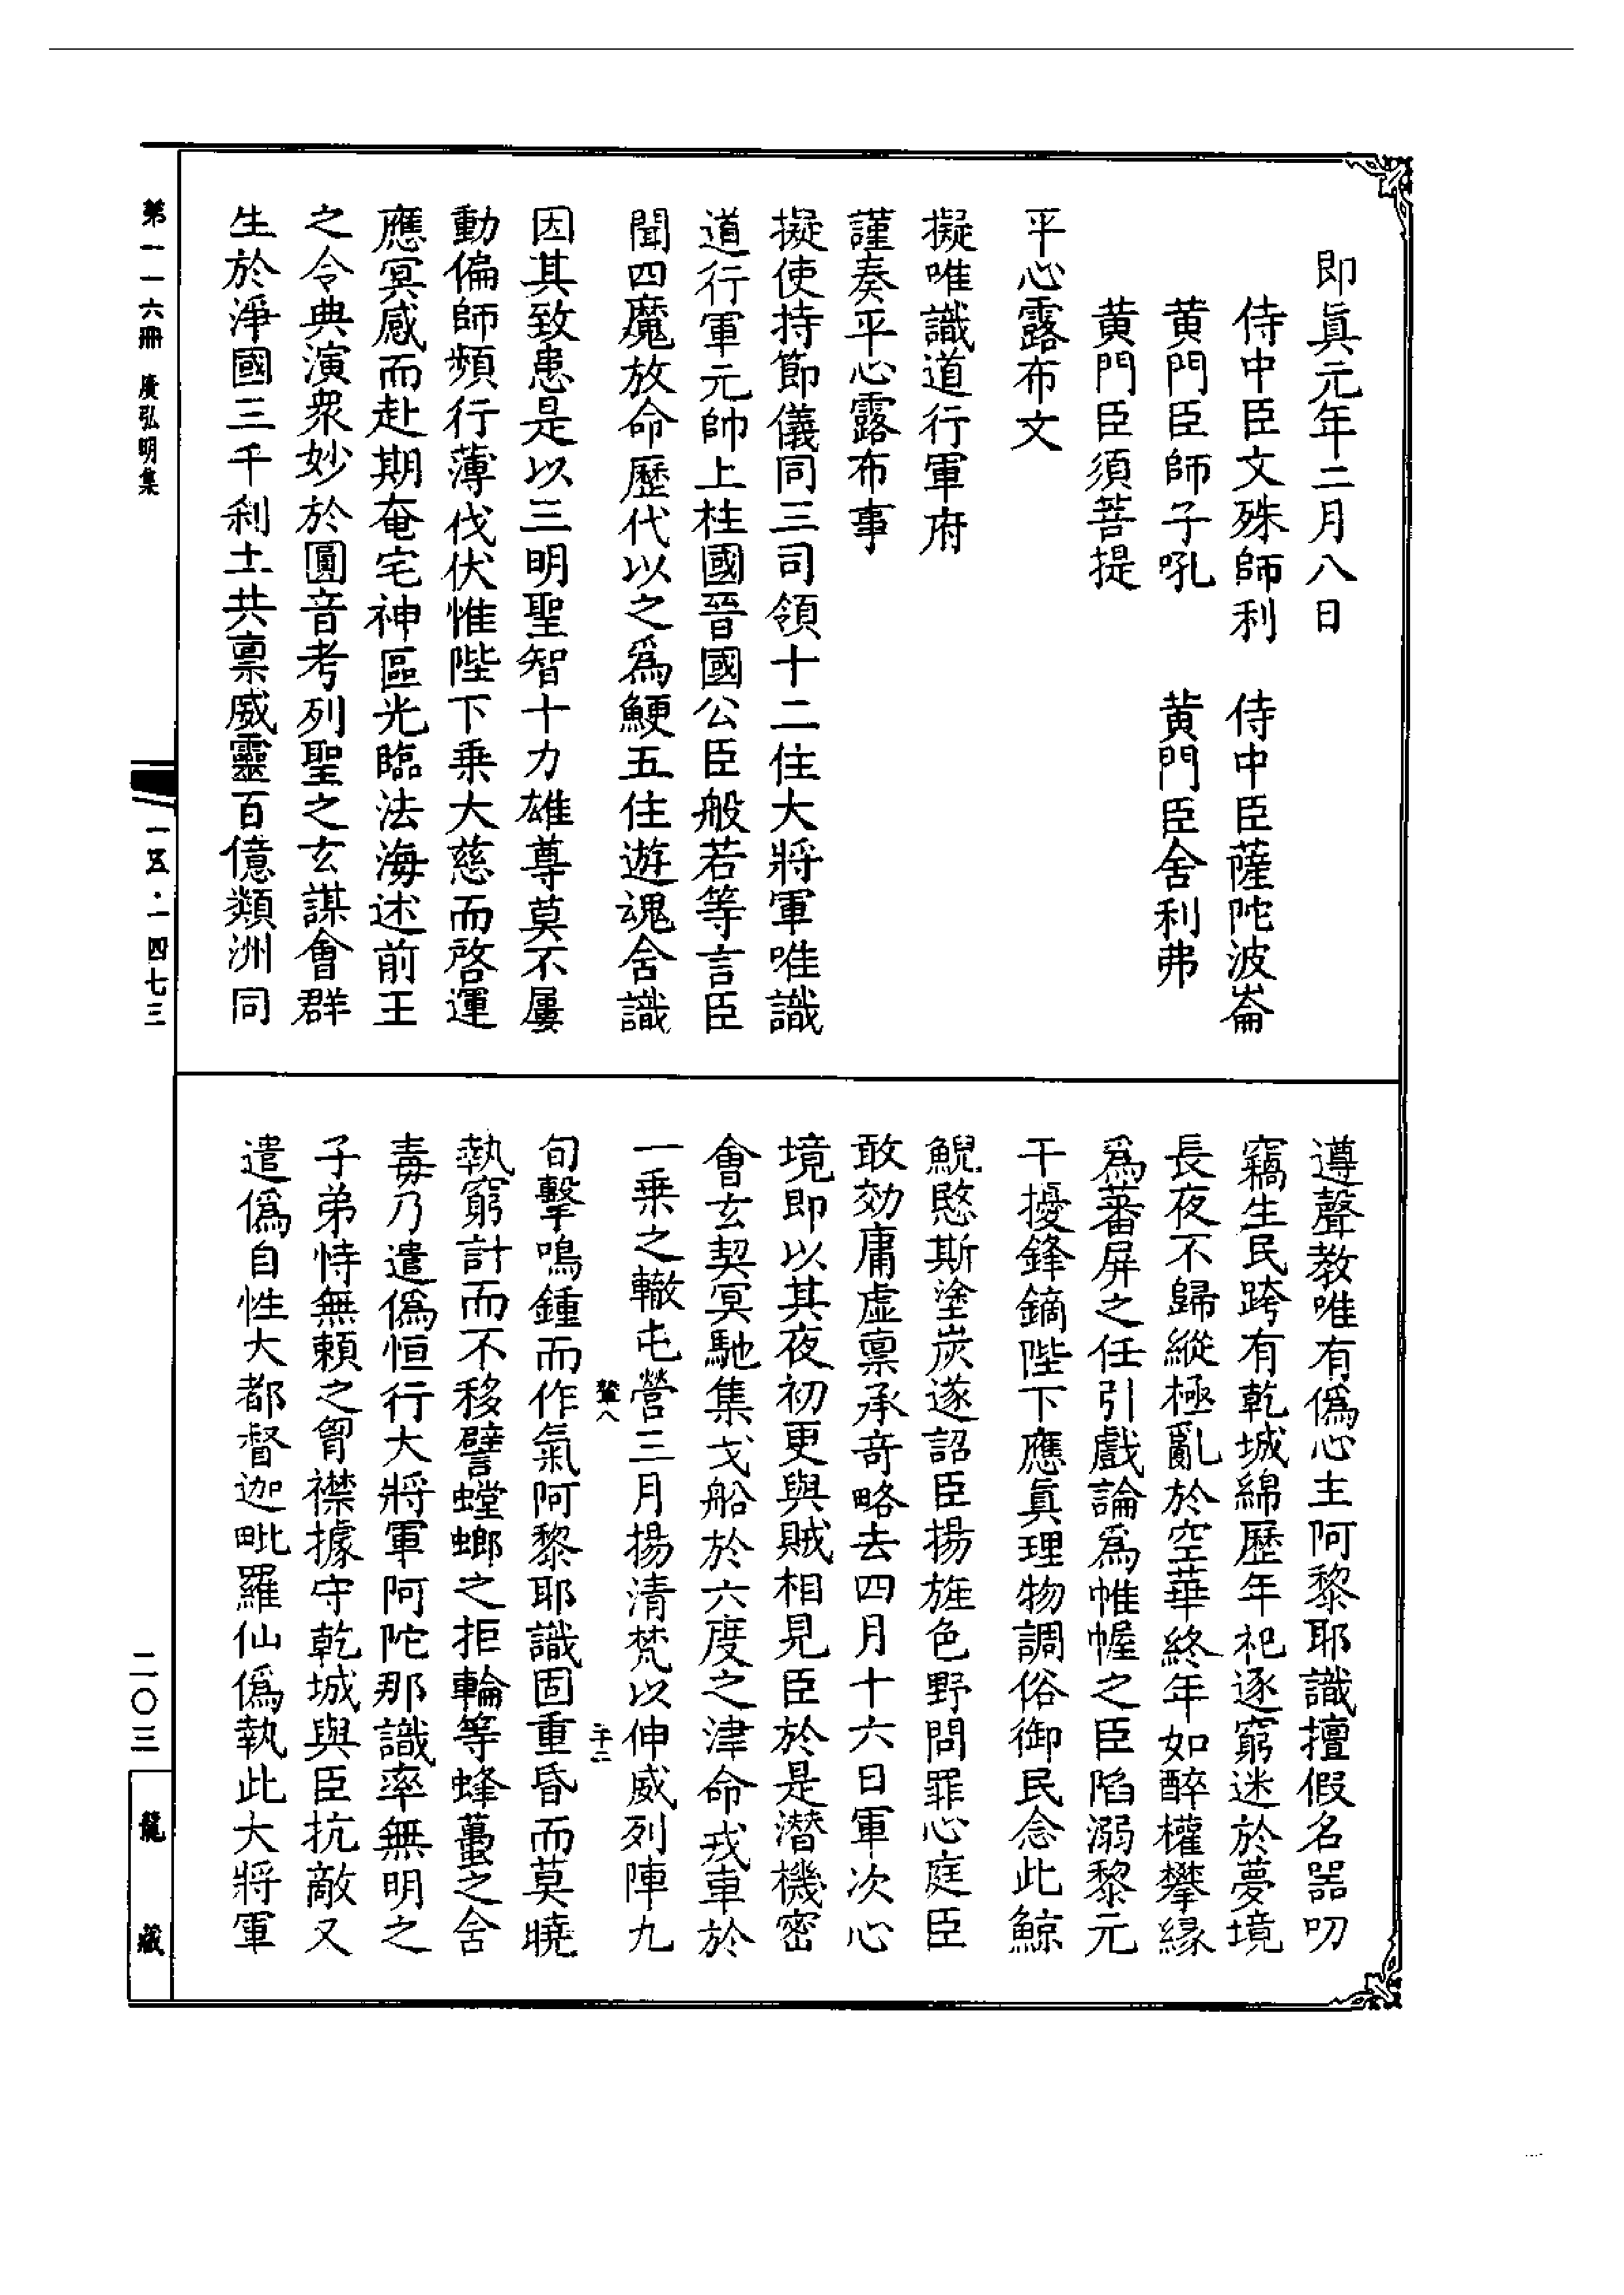 即真元年二月八日
侍中臣文殊師利　侍中臣薩陀波崙
黄門臣師子吼　黄門臣舍利弗
黄門臣須菩提
平心露布文
擬唯識道行軍府
謹奏平心露布事
擬使持節儀同三司領十二住大將軍唯識
道行軍元帥上柱國晉國公臣般若等言臣
聞四魔放命歷代以之爲鯁五住遊魂含識
因其致患是以三明聖智十力雄尊莫不屢
動偏師頻行薄伐伏惟陛下乘大慈而啓運
應冥感而赴期奄宅神區光臨法海述前王
之令典演衆妙於圓音考列聖之玄謀會群
生於淨國三千刹土共禀威靈百億類洲同
遵聲教唯有僞心主阿黎耶識擅假名器叨
竊生民跨有乾城綿歷年祀逐窮迷於夢境
長夜不歸縱極亂於空華終年如醉權攀緣
爲蕃屏之任引戲論爲帷幄之臣陷溺黎元
干擾鋒鏑陛下應真理物調俗御民念此鯨
鯢愍斯塗炭遂詔臣揚旌色野問罪心庭臣
敢効庸虛禀承奇略去四月十六日軍次心
境即以其夜初更與賊相見臣於是潛機密
會玄契冥馳集戈船於六度之津命戎車於
一乘之轍屯營三月揚清梵以伸威列陣九
旬擊鳴鍾而作氣阿黎耶識固重昏而莫曉
執窮計而不移譬螳螂之拒輪等蜂蠆之含
毒乃遣僞恒行大將軍阿陀那識率無明之
子弟恃無賴之胷襟據守乾城與臣抗敵又
遣僞自性大都督迦毗羅仙僞執此大將軍
第一一六冊　廣弘明集
一五五·一四七三
二〇三
龍藏